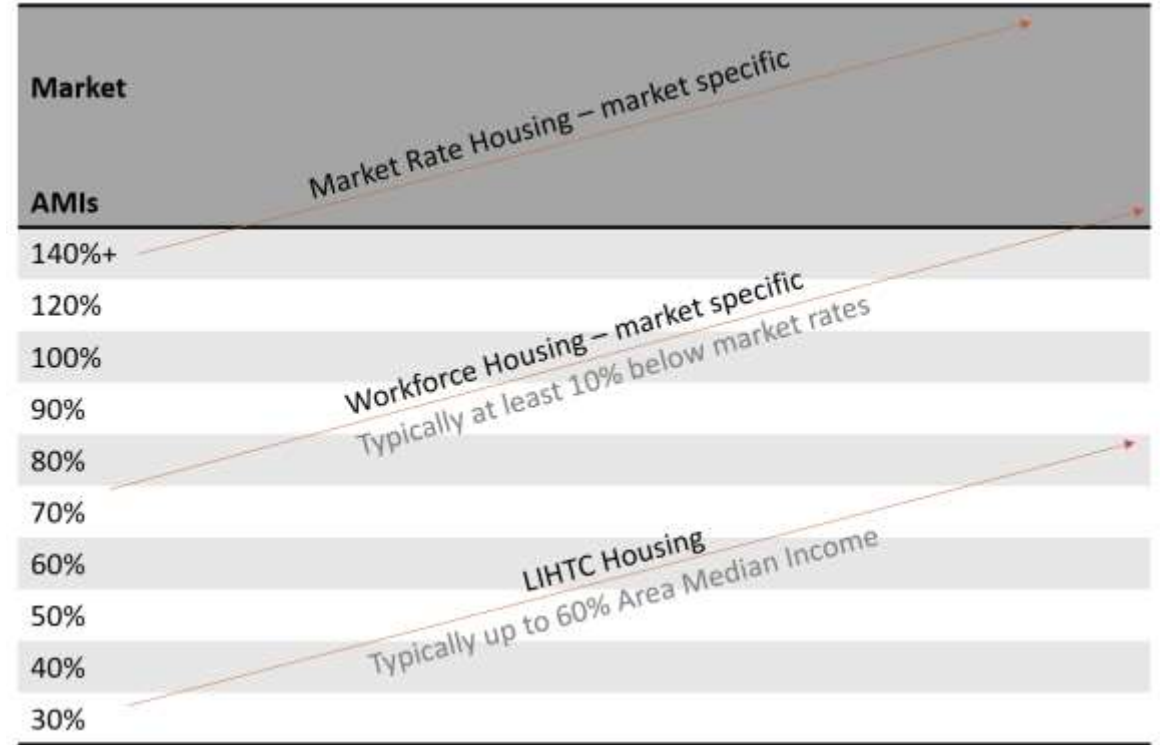 Market
Market Rate Housing – market specific
AMIs
140%+
120%
100%
90%
80%
70%
60%
50%
40%
30%
Workforce Housing – market specific
Typically at least 10% below market rates
LIHTC Housing
Typically up to 60% Area Median Income